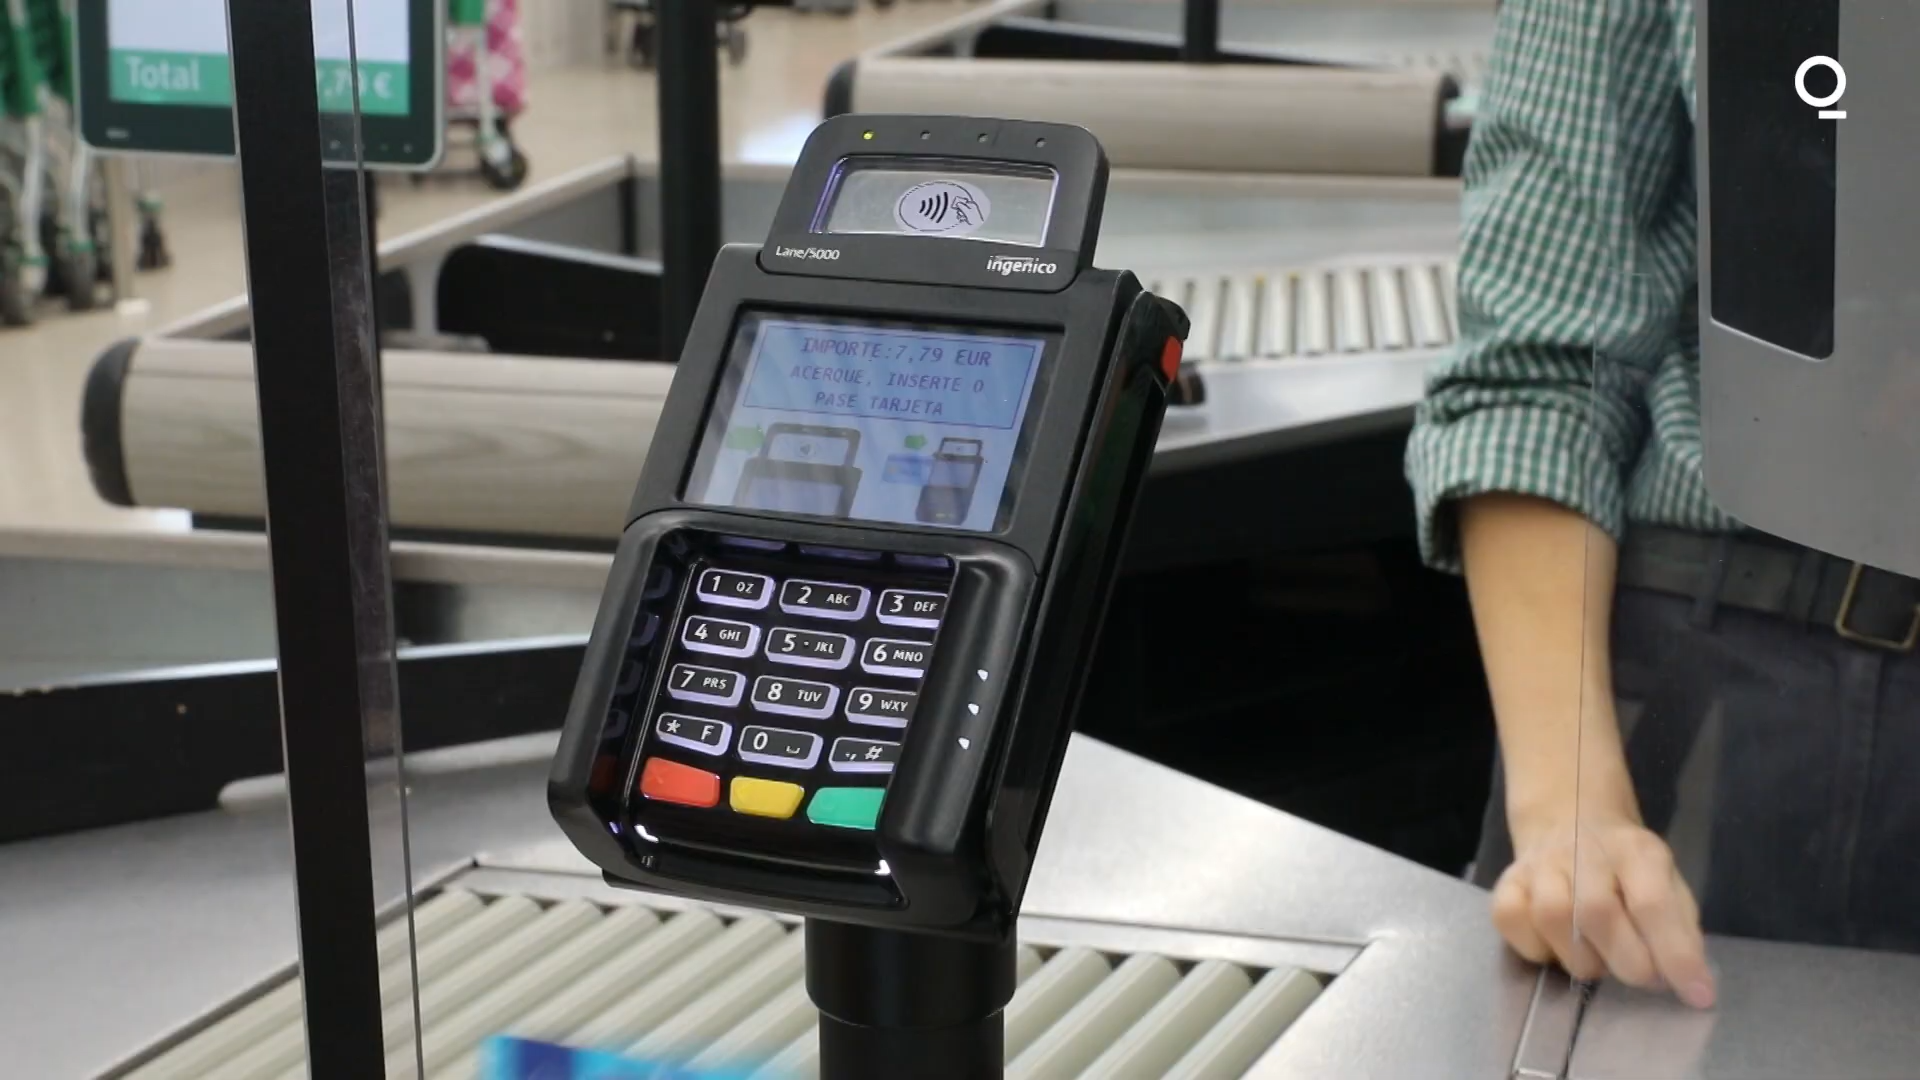 Total 7,79 €
Lane/5000
ingenico
IMPORTE:7,79 EUR
ACERQUE, INSERTE O
PASE TARJETA
1 QZ 2 ABC 3 DEF
4 GHI 5 JKL 6 MNO
7 PRS 8 TUV 9 WXY
* F 0 ., #